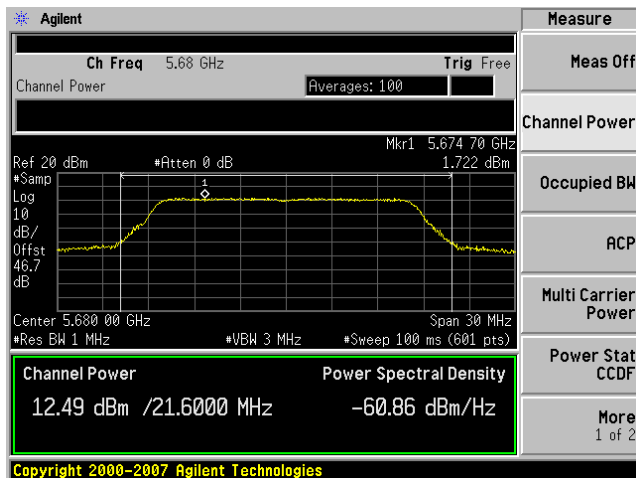 Agilent
Ch Freq 5.68 GHz Trig Free
Channel Power Averages: 100
Mkr1 5.674 70 GHz
Ref 20 dBm #Atten 0 dB 1.722 dBm
#Samp
Log
10
dB/
Offst
46.7
dB
1
Center 5.680 00 GHz Span 30 MHz
#Res BW 1 MHz #VBW 3 MHz #Sweep 100 ms (601 pts)
Channel Power Power Spectral Density
12.49 dBm /21.6000 MHz -60.86 dBm/Hz
Copyright 2000-2007 Agilent Technologies
Measure
Meas Off
Channel Power
Occupied BW
ACP
Multi Carrier
Power
Power Stat
CCDF
More
1 of 2